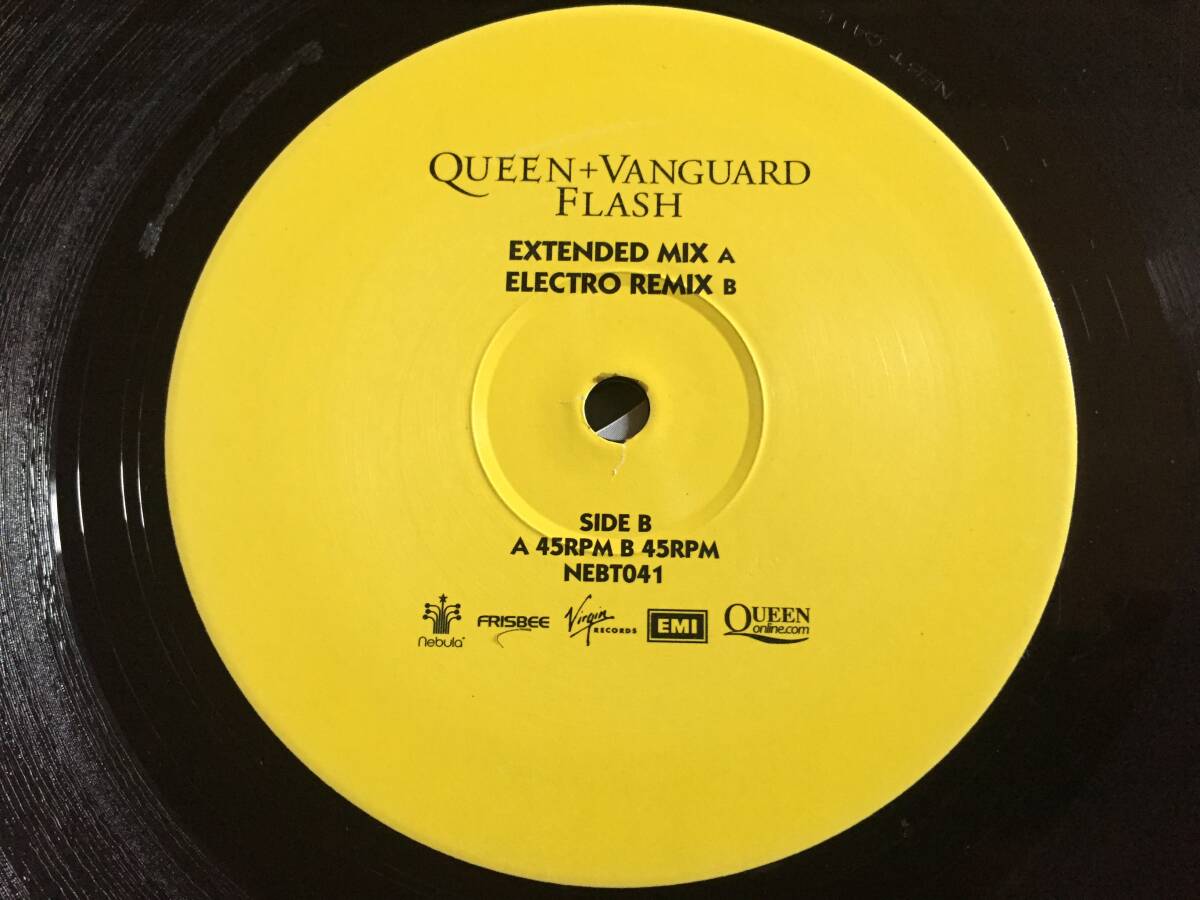 QUEEN+VANGUARD
FLASH
EXTENDED MIX A
ELECTRO REMIX B
SIDE B
A 45RPM B 45RPM
NEBT041
nebula
FRISBEE
Virgin
RECORDS
EMI
QUEEN
online.com